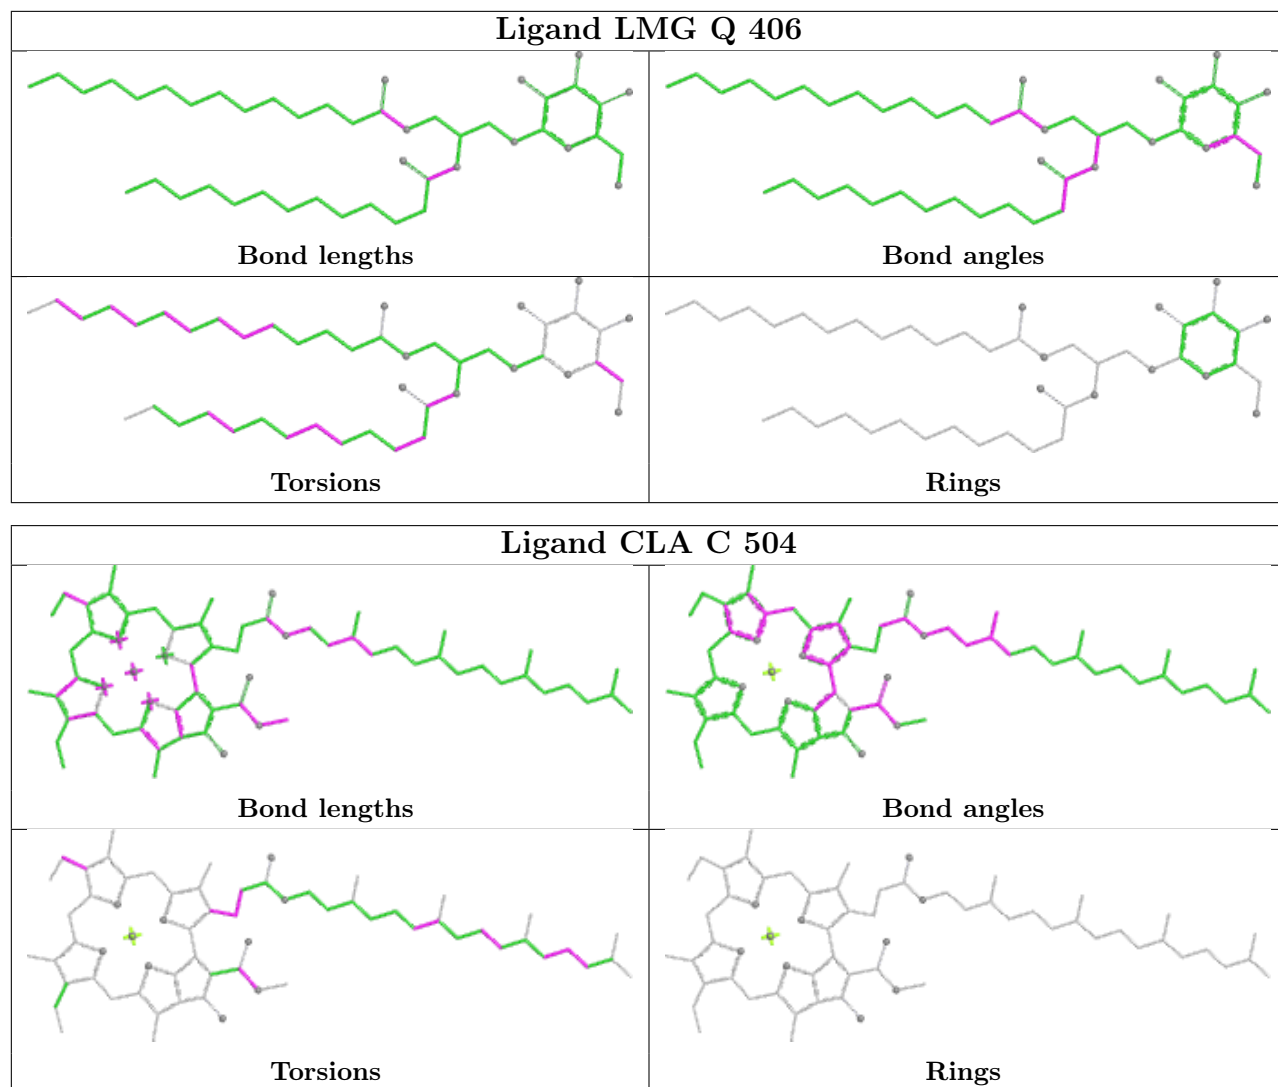 Ligand LMG Q 406
Bond lengths
Bond angles
Torsions
Rings
Ligand CLA C 504
Bond lengths
Bond angles
Torsions
Rings